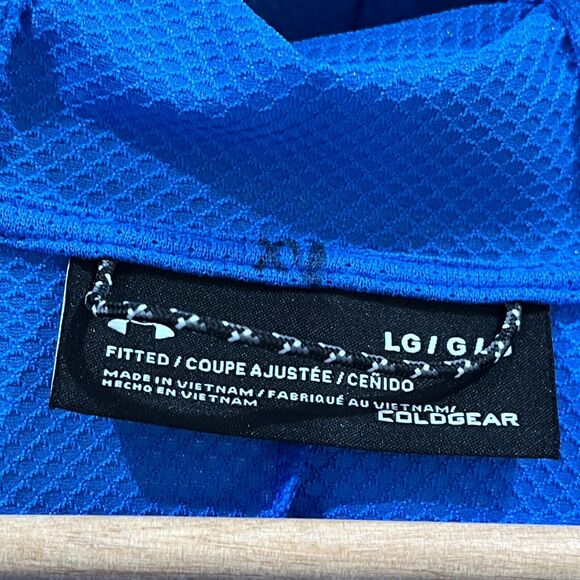 LG / G /
FITTED / COUPE AJUSTÉE / CEÑIDO
MADE IN VIETNAM / FABRIQUÉ AU VIETNAM /
HECHO EN VIETNAM
COLDGEAR